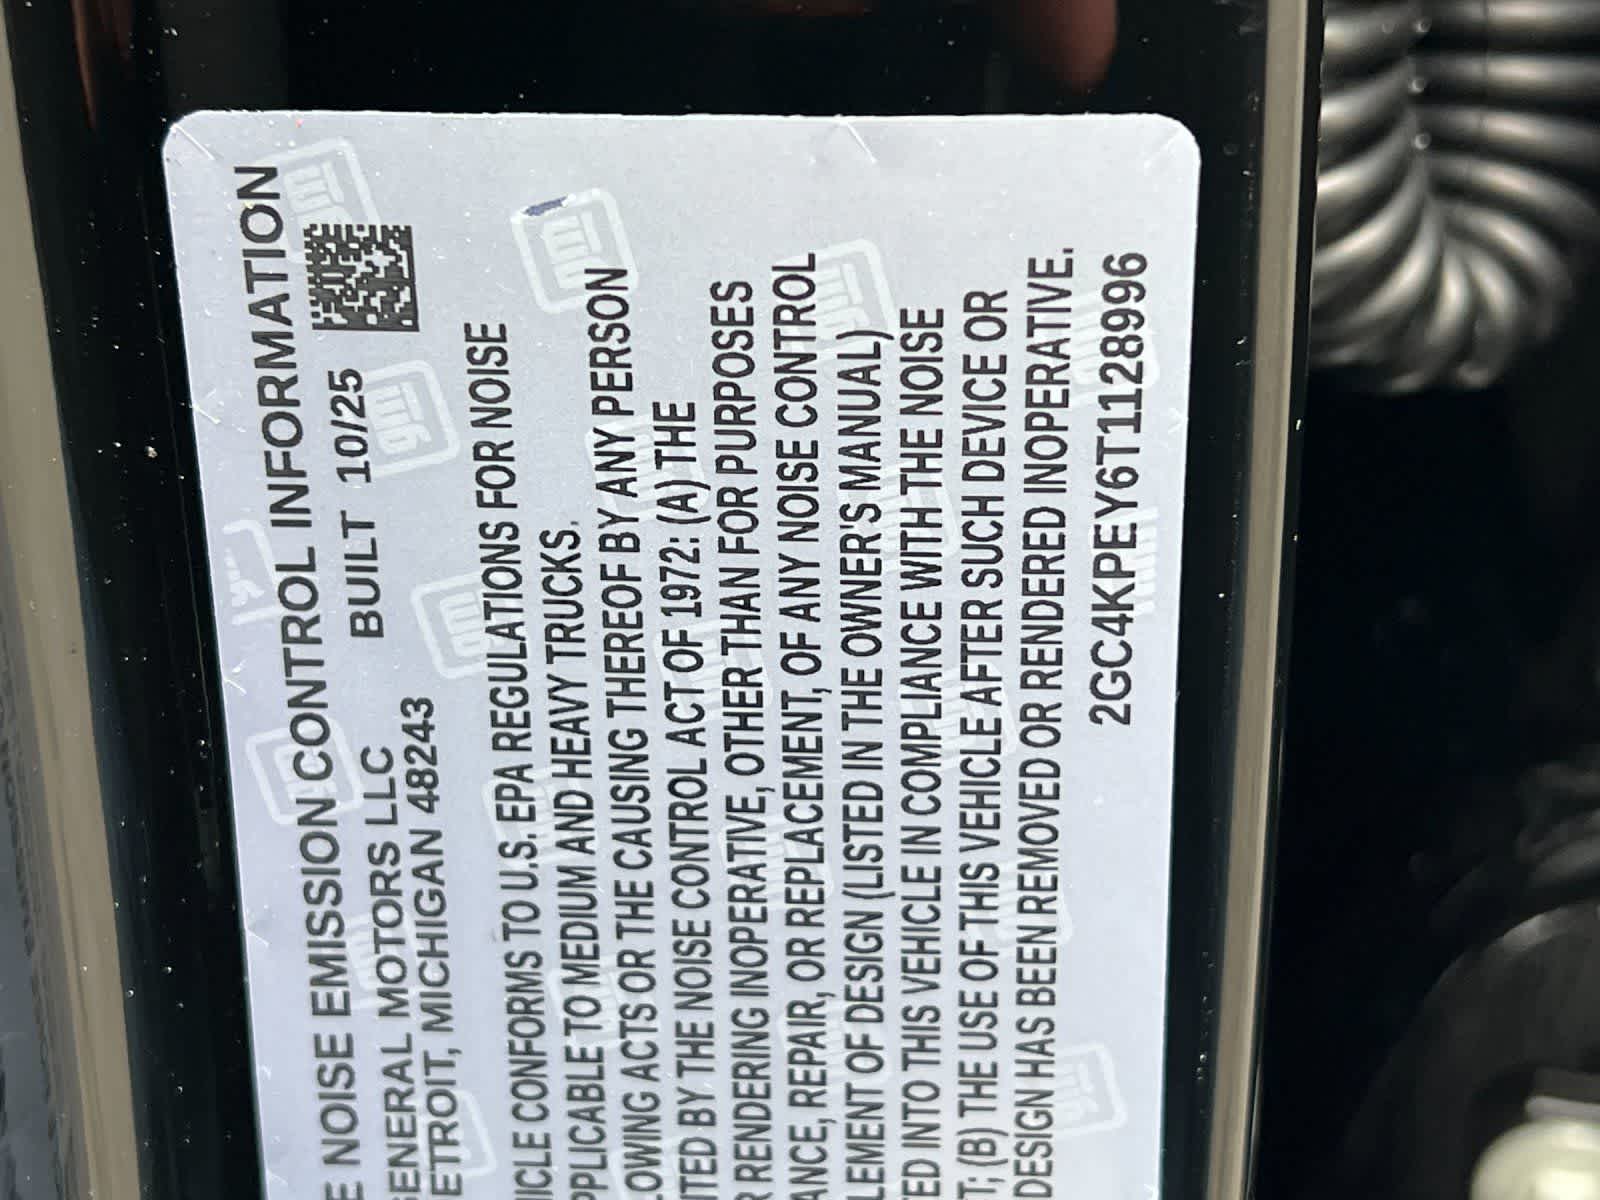 E NOISE EMISSION CONTROL INFORMATION
GENERAL MOTORS LLC BUILT 10/25
ETROIT, MICHIGAN 48243
HICLE CONFORMS TO U.S. EPA REGULATIONS FOR NOISE
PPLICABLE TO MEDIUM AND HEAVY TRUCKS.
LOWING ACTS OR THE CAUSING THEREOF BY ANY PERSON
ITED BY THE NOISE CONTROL ACT OF 1972: (A) THE
R RENDERING INOPERATIVE, OTHER THAN FOR PURPOSES
ANCE, REPAIR, OR REPLACEMENT, OF ANY NOISE CONTROL
LEMENT OF DESIGN (LISTED IN THE OWNER'S MANUAL)
TED INTO THIS VEHICLE IN COMPLIANCE WITH THE NOISE
T; (B) THE USE OF THIS VEHICLE AFTER SUCH DEVICE OR
DESIGN HAS BEEN REMOVED OR RENDERED INOPERATIVE.
2GC4KPEY6T1128996